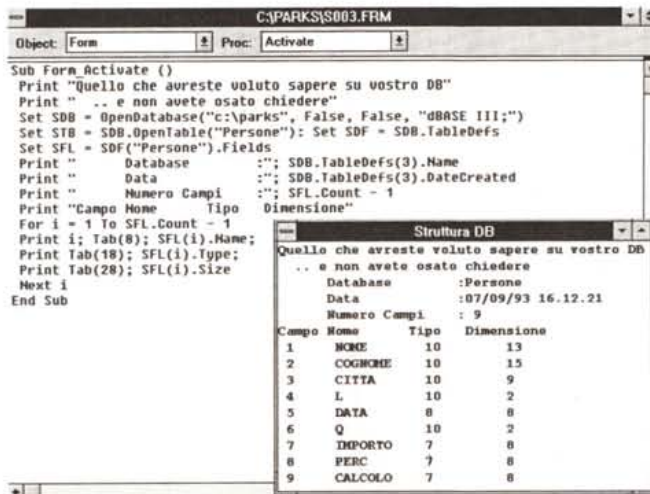 C:\PARKS\S003.FRM
Object: Form Proc: Activate
Sub Form_Activate ()
Print "Quello che avreste voluto sapere su vostro DB"
Print " .. e non avete osato chiedere"
Set SDB = OpenDatabase("c:\parks", False, False, "dBASE III;")
Set STB = SDB.OpenTable("Persone"): Set SDF = SDB.TableDefs
Set SFL = SDF("Persone").Fields
Print " Database :"; SDB.TableDefs(3).Name
Print " Data :"; SDB.TableDefs(3).DateCreated
Print " Numero Campi :"; SFL.Count - 1
Print "Campo Nome Tipo Dimensione"
For i = 1 To SFL.Count - 1
Print i; Tab(8); SFL(i).Name;
Print Tab(18); SFL(i).Type;
Print Tab(28); SFL(i).Size
Next i
End Sub
Struttura DB
Quello che avreste voluto sapere su vostro DB
.. e non avete osato chiedere
Database :Persone
Data :07/09/93 16.12.21
Numero Campi : 9
Campo Nome Tipo Dimensione
1 NOME 10 13
2 COGNOME 10 15
3 CITTA 10 9
4 L 10 2
5 DATA 8 8
6 Q 10 2
7 IMPORTO 7 8
8 PERC 7 8
9 CALCOLO 7 8